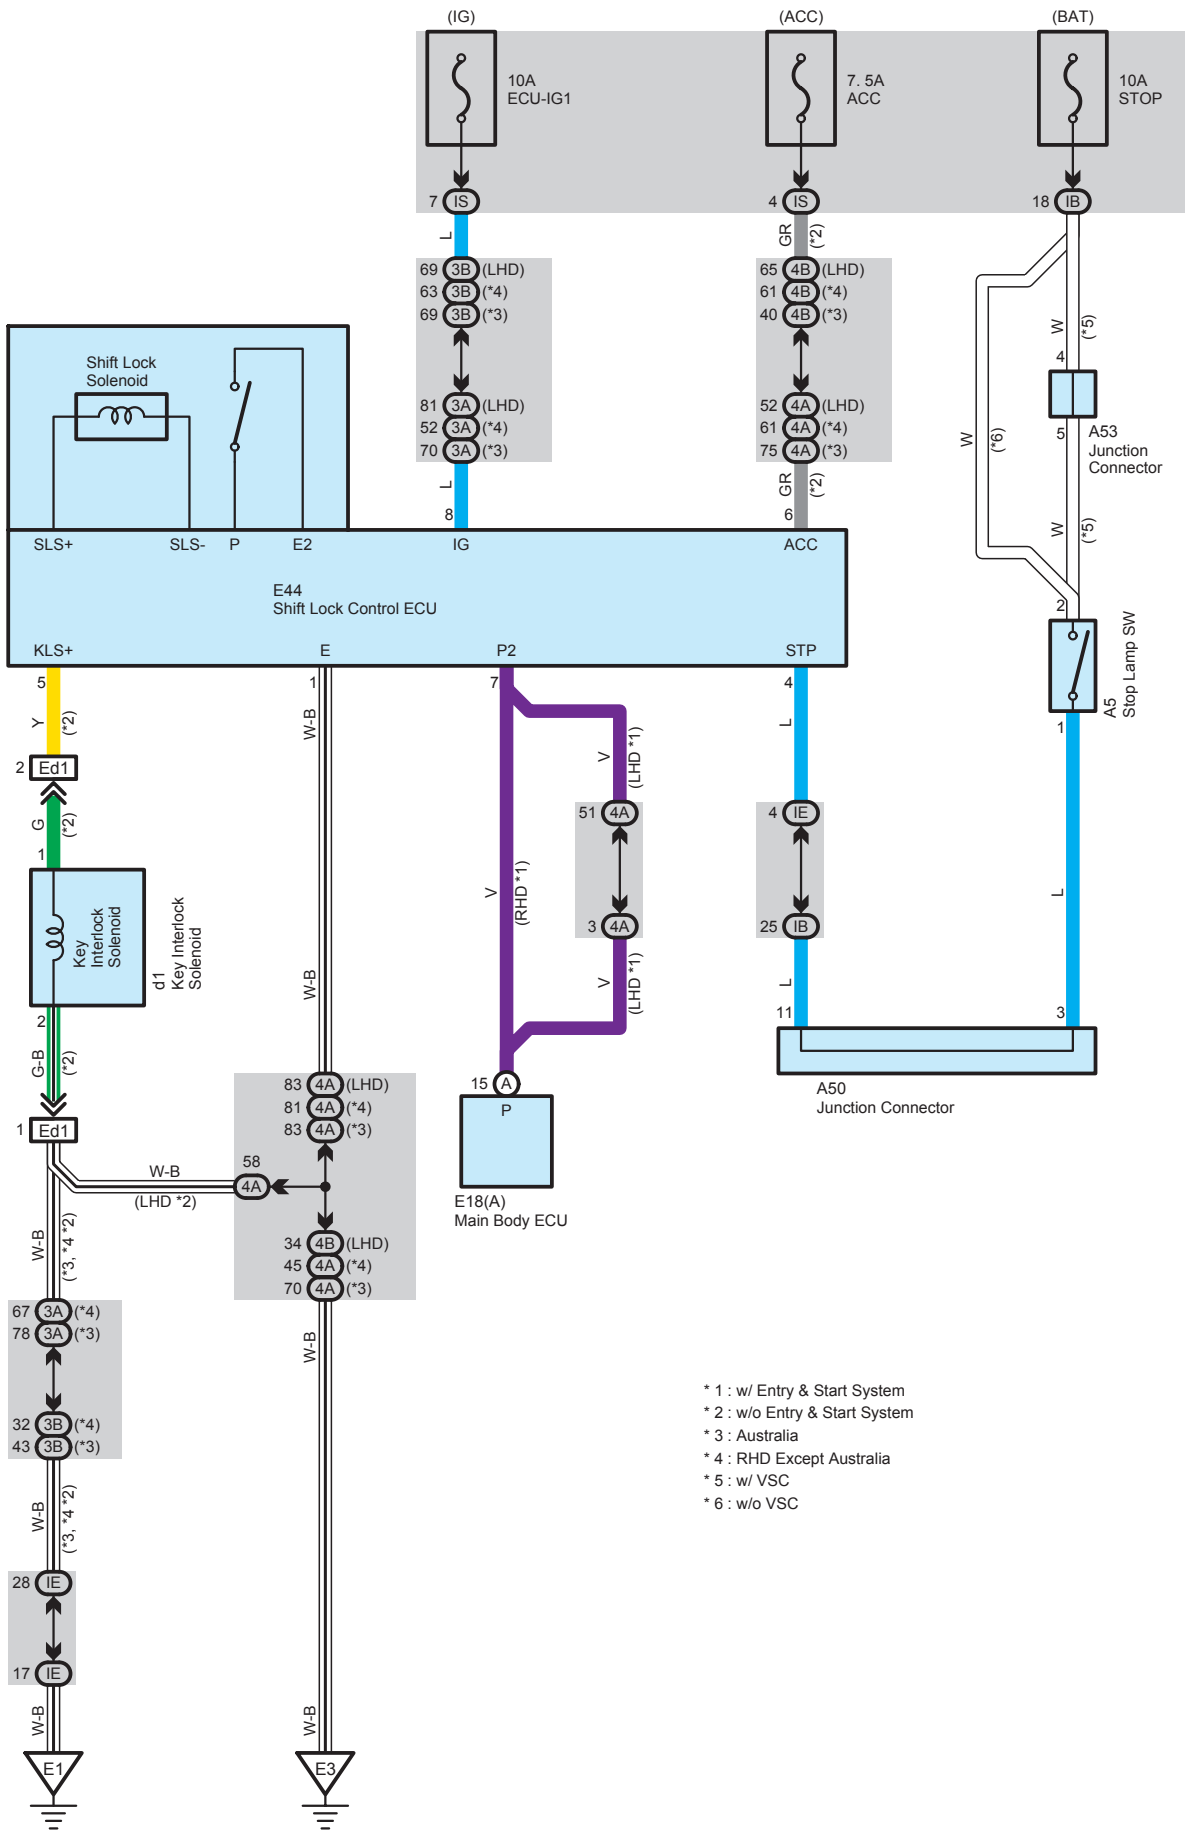 (IG)
(ACC)
(BAT)
10A
ECU-IG1
7. 5A
ACC
10A
STOP
7 IS
4 IS
18 IB
L
GR
(*2)
69 3B (LHD)
63 3B (*4)
69 3B (*3)
65 4B (LHD)
61 4B (*4)
40 4B (*3)
W
(*5)
4
A53
Junction
Connector
5
W
(*6)
W
(*5)
81 3A (LHD)
52 3A (*4)
70 3A (*3)
52 4A (LHD)
61 4A (*4)
75 4A (*3)
L
8
GR
(*2)
6
Shift Lock
Solenoid
SLS+
SLS-
P
E2
IG
ACC
E44
Shift Lock Control ECU
KLS+
E
P2
STP
2
A5
Stop Lamp SW
1
5
1
7
4
Y
(*2)
W-B
V
(LHD *1)
L
2 Ed1
G
(*2)
1
51 4A
4 IE
Key
Interlock
Solenoid
d1
Key Interlock
Solenoid
V
(RHD *1)
L
3 4A
25 IB
2
G-B
(*2)
W-B
V
(LHD *1)
L
11
3
A50
Junction Connector
1 Ed1
83 4A (LHD)
81 4A (*4)
83 4A (*3)
15 A
P
E18(A)
Main Body ECU
W-B
(LHD *2)
58
4A
34 4B (LHD)
45 4A (*4)
70 4A (*3)
W-B
(*3, *4 *2)
67 3A (*4)
78 3A (*3)
W-B
32 3B (*4)
43 3B (*3)
W-B
(*3, *4 *2)
28 IE
17 IE
W-B
W-B
E1
E3
* 1 : w/ Entry & Start System
* 2 : w/o Entry & Start System
* 3 : Australia
* 4 : RHD Except Australia
* 5 : w/ VSC
* 6 : w/o VSC